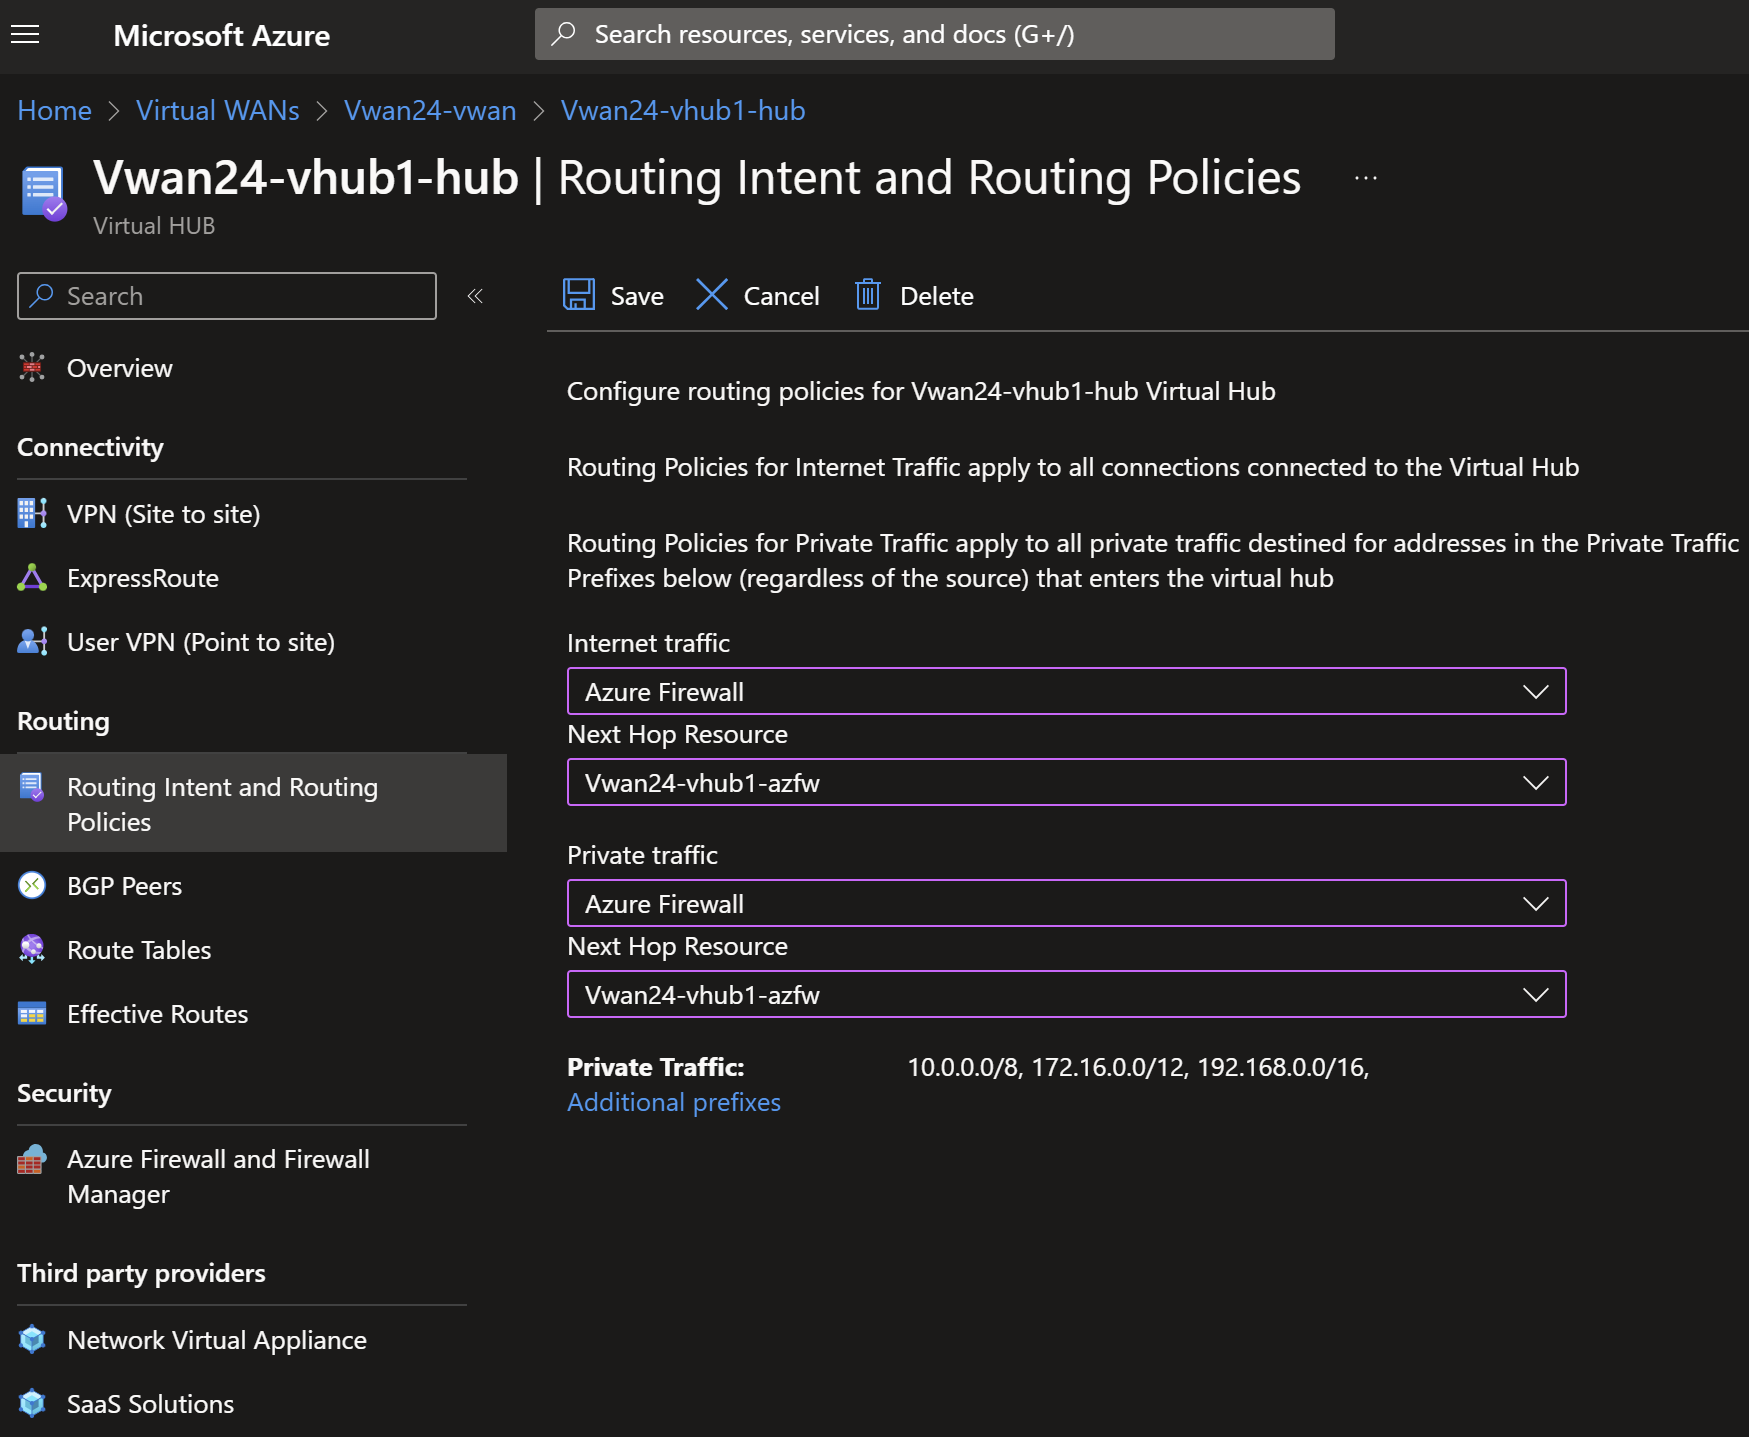 Microsoft Azure
Search resources, services, and docs (G+/)
Home > Virtual WANs > Vwan24-vwan > Vwan24-vhub1-hub
Vwan24-vhub1-hub | Routing Intent and Routing Policies ...
Virtual HUB
Search
«
Save
Cancel
Delete
Overview
Connectivity
VPN (Site to site)
ExpressRoute
User VPN (Point to site)
Routing
Routing Intent and Routing
Policies
BGP Peers
Route Tables
Effective Routes
Security
Azure Firewall and Firewall
Manager
Third party providers
Network Virtual Appliance
SaaS Solutions
Configure routing policies for Vwan24-vhub1-hub Virtual Hub
Routing Policies for Internet Traffic apply to all connections connected to the Virtual Hub
Routing Policies for Private Traffic apply to all private traffic destined for addresses in the Private Traffic
Prefixes below (regardless of the source) that enters the virtual hub
Internet traffic
Azure Firewall
Next Hop Resource
Vwan24-vhub1-azfw
Private traffic
Azure Firewall
Next Hop Resource
Vwan24-vhub1-azfw
Private Traffic: 10.0.0.0/8, 172.16.0.0/12, 192.168.0.0/16,
Additional prefixes